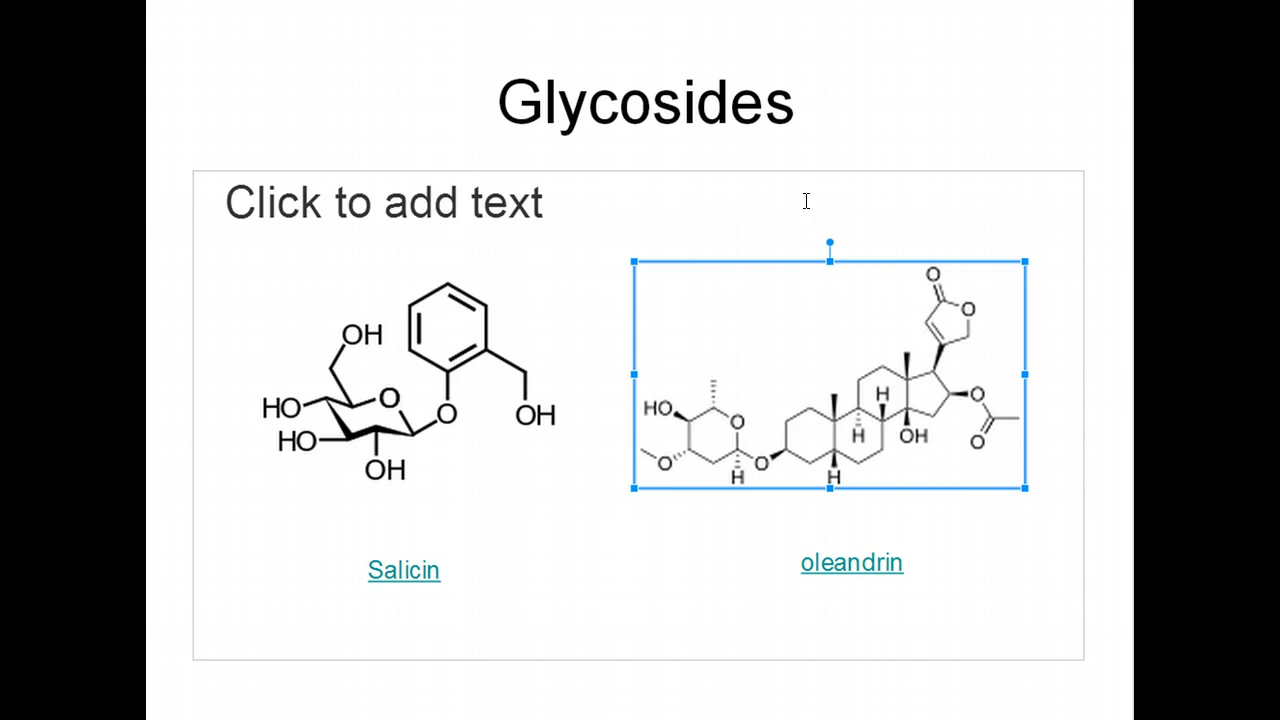 Glycosides
Click to add text
OH
O
HO
O
HO
OH
OH
Salicin
O
O
HO
O
H
O
O
H
OH
O
O
H
H
oleandrin